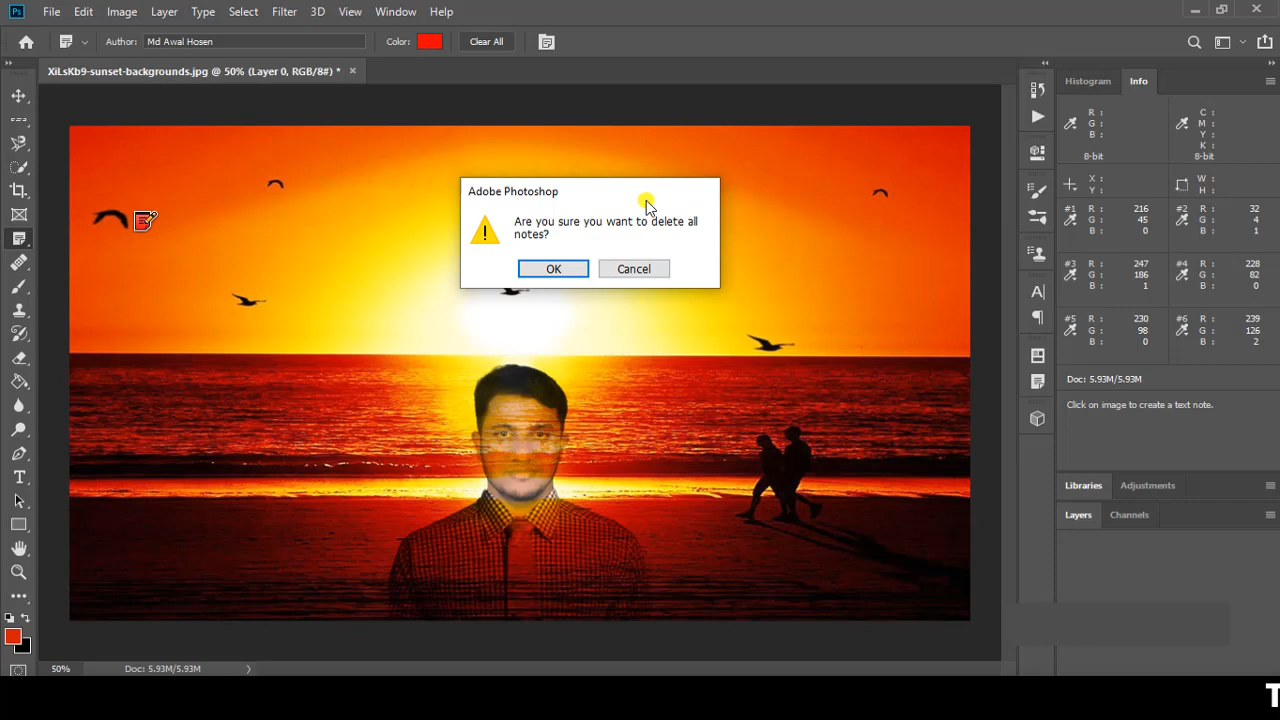 Ps File Edit Image Layer Type Select Filter 3D View Window Help
Author: Md Awal Hosen Color: Clear All
XiLsKb9-sunset-backgrounds.jpg @ 50% (Layer 0, RGB/8#) *
Histogram Info
R : C :
G : M :
B : Y :
K :
8-bit 8-bit
X : W :
Y : H :
#1 R : 216 #2 R : 32
G : 45 G : 4
B : 0 B : 1
#3 R : 247 #4 R : 228
G : 186 G : 82
B : 1 B : 0
#5 R : 230 #6 R : 239
G : 98 G : 126
B : 0 B : 2
Doc: 5.93M/5.93M
Click on image to create a text note.
Libraries Adjustments
Layers Channels
Adobe Photoshop
Are you sure you want to delete all
notes?
OK Cancel
50% Doc: 5.93M/5.93M
T